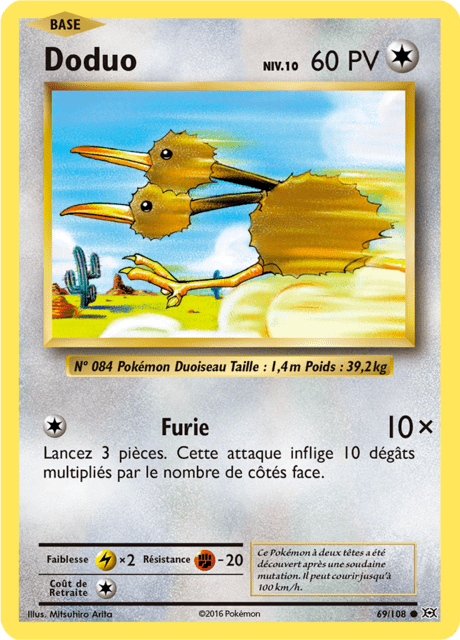 BASE
Doduo
NIV.10 60 PV
N° 084 Pokémon Duoiseau Taille : 1,4m Poids : 39,2kg
Furie 10×
Lancez 3 pièces. Cette attaque inflige 10 dégâts
multipliés par le nombre de côtés face.
Faiblesse ×2 Résistance -20
Coût de
Retraite
Ce Pokémon à deux têtes a été
découvert après une soudaine
mutation. Il peut courir jusqu'à
100 km/h.
Illus. Mitsuhiro Arita ©2016 Pokémon 69/108